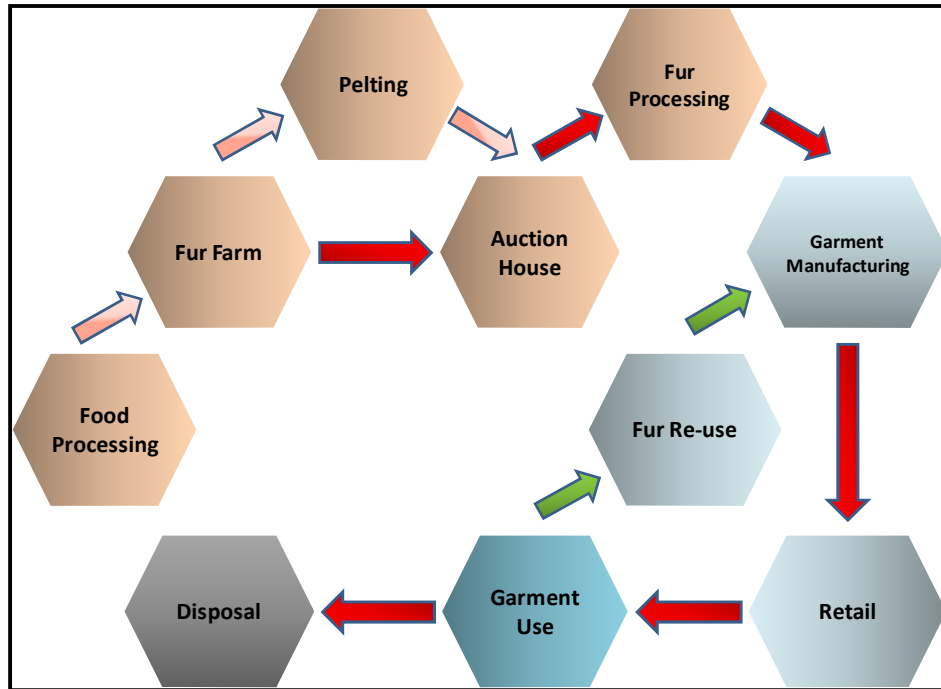 Pelting
Fur
Processing
Fur Farm
Auction
House
Garment
Manufacturing
Food
Processing
Fur Re-use
Disposal
Garment
Use
Retail